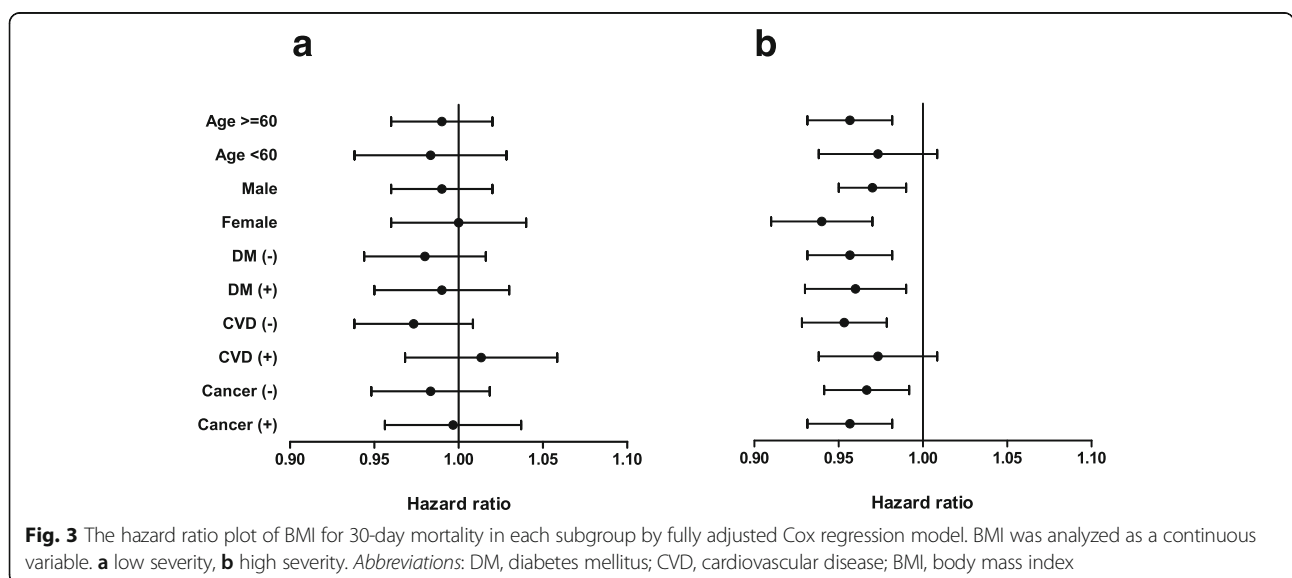 a
b
Age >=60
Age <60
Male
Female
DM (-)
DM (+)
CVD (-)
CVD (+)
Cancer (-)
Cancer (+)
0.90 0.95 1.00 1.05 1.10
0.90 0.95 1.00 1.05 1.10
Hazard ratio
Hazard ratio
Fig. 3 The hazard ratio plot of BMI for 30-day mortality in each subgroup by fully adjusted Cox regression model. BMI was analyzed as a continuous
variable. a low severity, b high severity. Abbreviations: DM, diabetes mellitus; CVD, cardiovascular disease; BMI, body mass index